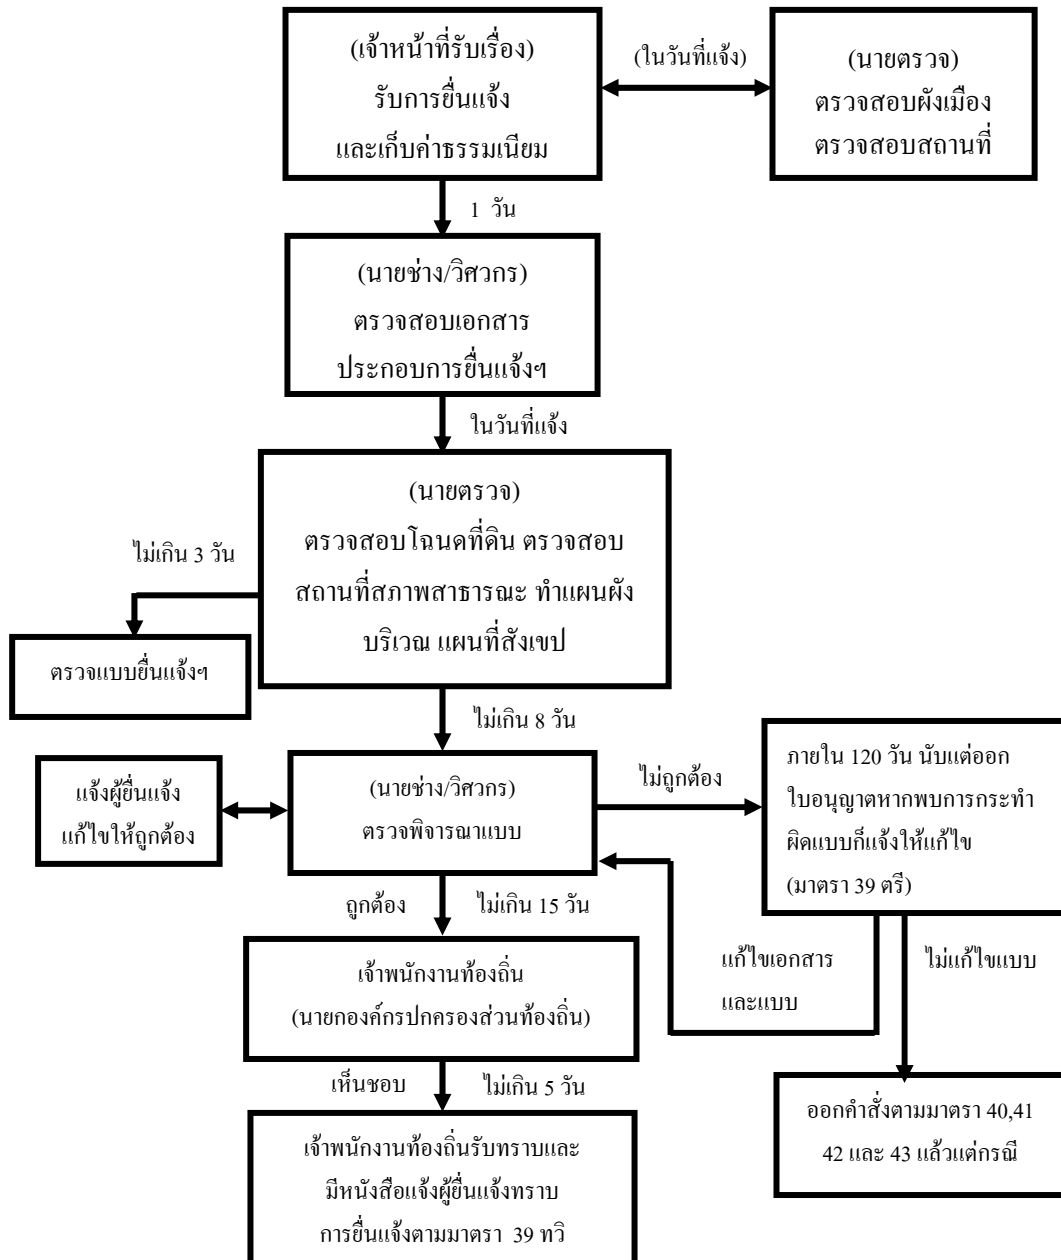 (เจ้าหน้าที่รับเรื่อง)
รับการยื่นแจ้ง
และเก็บค่าธรรมเนียม
(ในวันที่แจ้ง)
(นายตรวจ)
ตรวจสอบผังเมือง
ตรวจสอบสถานที่
1 วัน
(นายช่าง/วิศวกร)
ตรวจสอบเอกสาร
ประกอบการยื่นแจ้งฯ
ในวันที่แจ้ง
(นายตรวจ)
ตรวจสอบโฉนดที่ดิน ตรวจสอบ
สถานที่สภาพสาธารณะ ทำแผนผัง
บริเวณ แผนที่สังเขป
ไม่เกิน 3 วัน
ตรวจแบบยื่นแจ้งฯ
ไม่เกิน 8 วัน
แจ้งผู้ยื่นแจ้ง
แก้ไขให้ถูกต้อง
(นายช่าง/วิศวกร)
ตรวจพิจารณาแบบ
ไม่ถูกต้อง
ภายใน 120 วัน นับแต่ออก
ใบอนุญาตหากพบการกระทำ
ผิดแบบก็แจ้งให้แก้ไข
(มาตรา 39 ตรี)
ถูกต้อง
ไม่เกิน 15 วัน
แก้ไขเอกสาร
และแบบ
ไม่แก้ไขแบบ
เจ้าพนักงานท้องถิ่น
(นายกองค์กรปกครองส่วนท้องถิ่น)
เห็นชอบ
ไม่เกิน 5 วัน
ออกคำสั่งตามมาตรา 40,41
42 และ 43 แล้วแต่กรณี
เจ้าพนักงานท้องถิ่นรับทราบและ
มีหนังสือแจ้งผู้ยื่นแจ้งทราบ
การยื่นแจ้งตามมาตรา 39 ทวิ